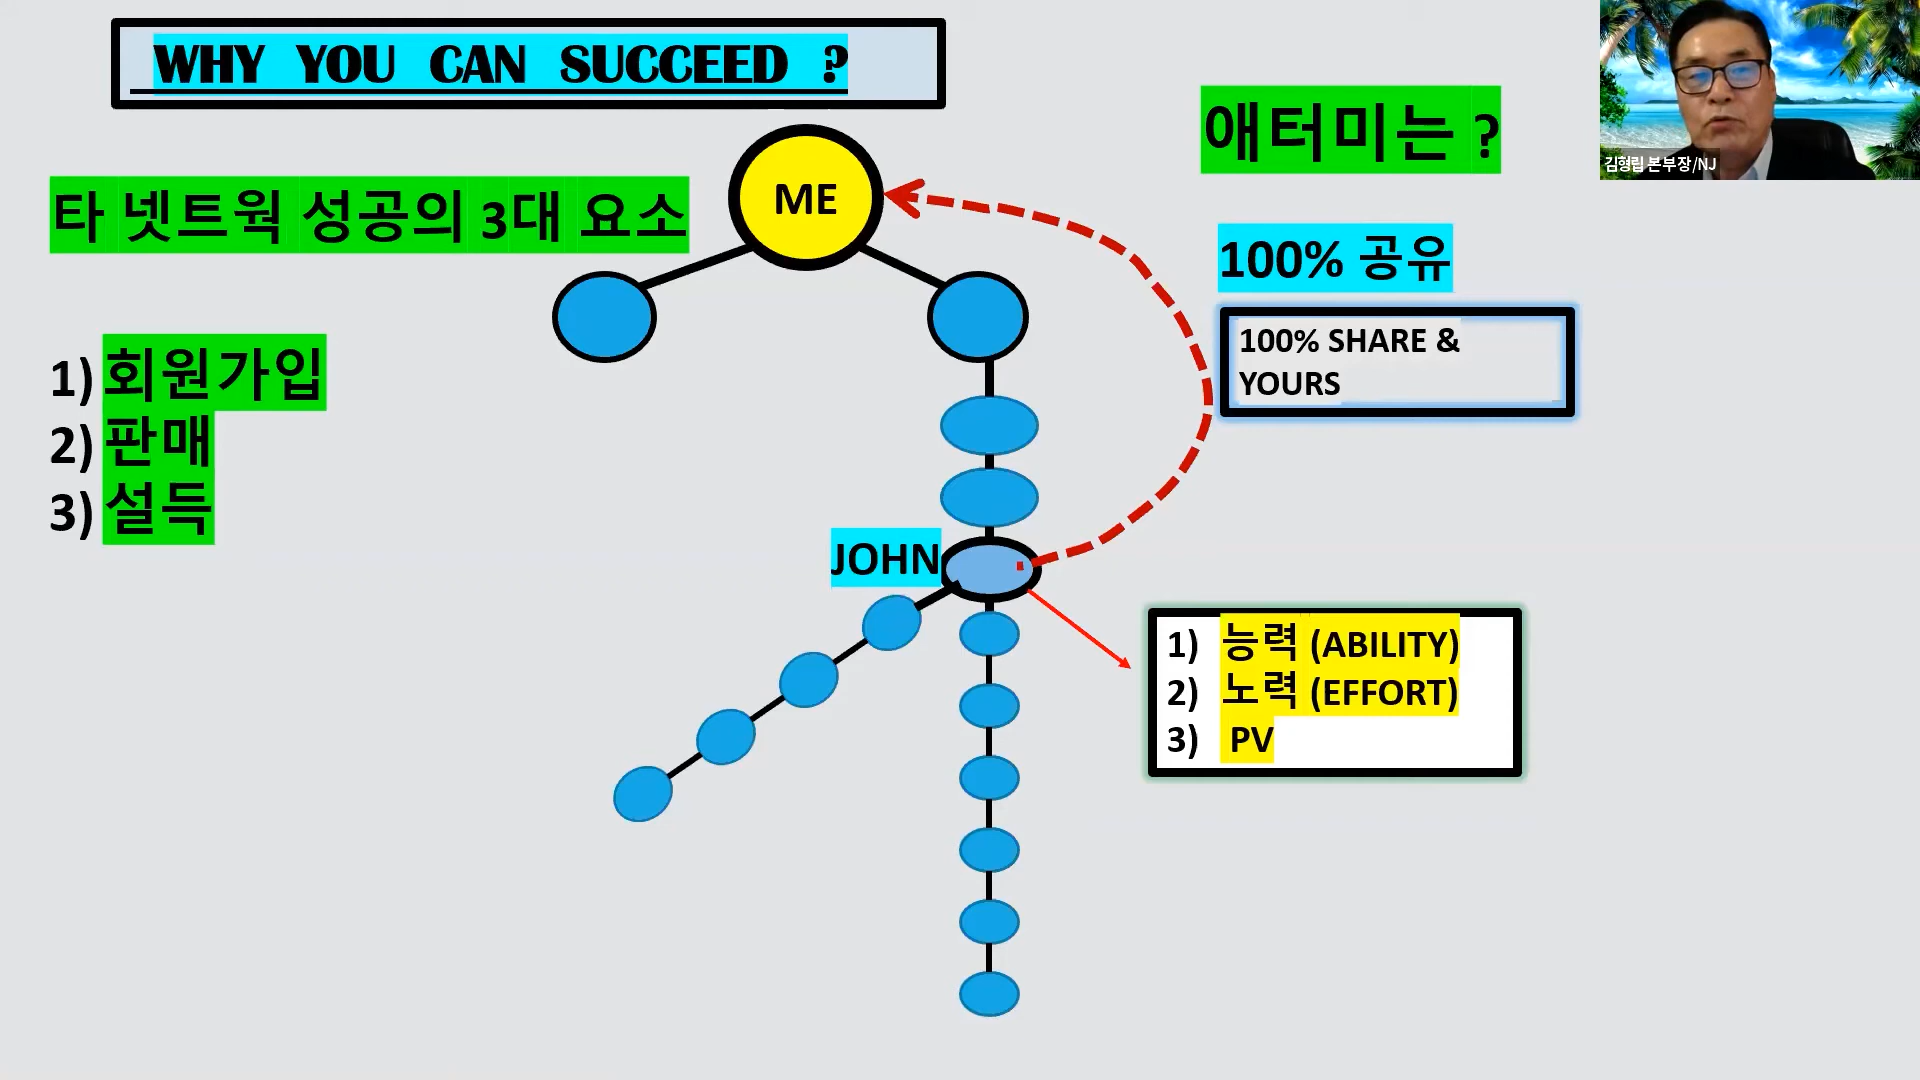 WHY YOU CAN SUCCEED ?
타 넷트웍 성공의 3대 요소
1) 회원가입
2) 판매
3) 설득
ME
JOHN
애터미는 ?
100% 공유
100% SHARE &
YOURS
1) 능력 (ABILITY)
2) 노력 (EFFORT)
3) PV
김형립 본부장/NJ